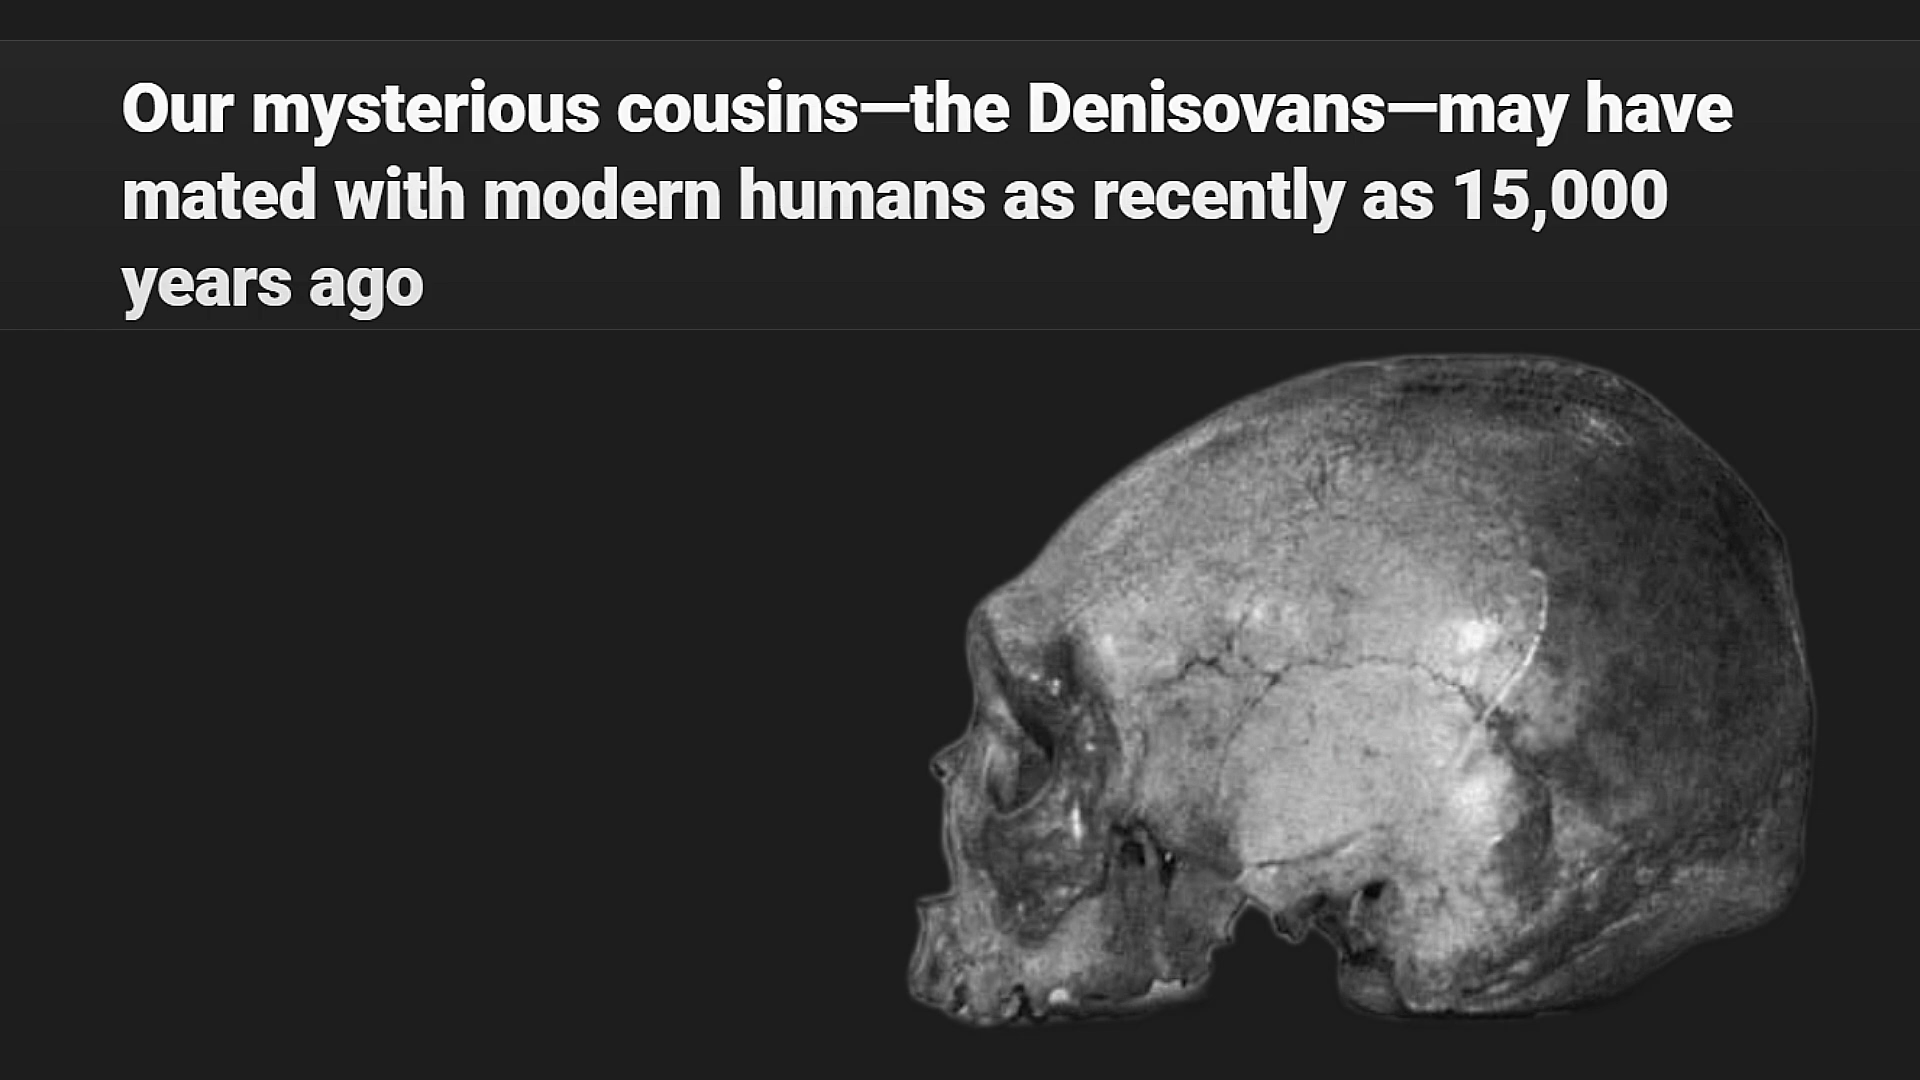 Our mysterious cousins—the Denisovans—may have
mated with modern humans as recently as 15,000
years ago